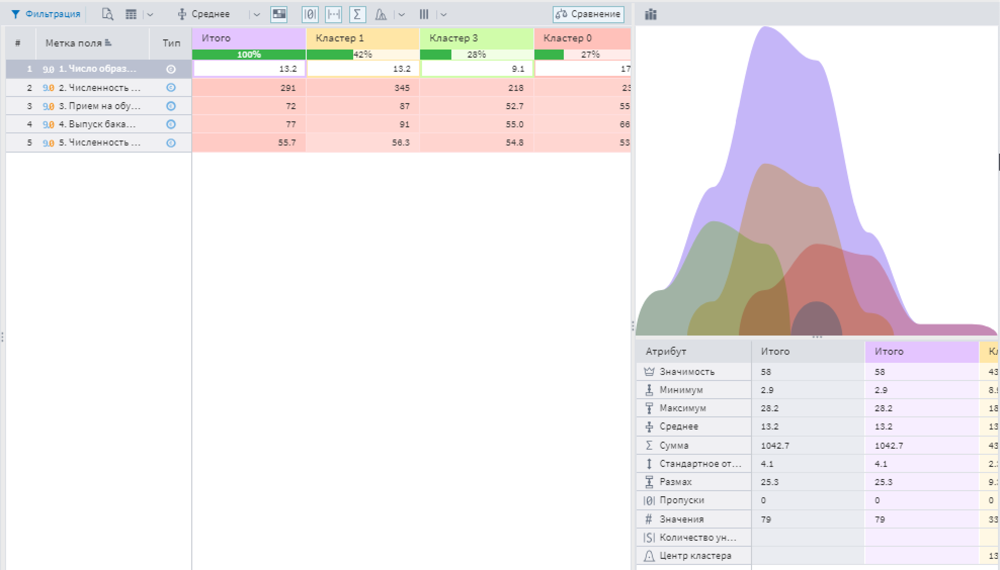 Фильтрация
Среднее
|0|
Σ
Сравнение
# Метка поля Тип Итого Кластер 1 Кластер 3 Кластер 0
100% 42% 28% 27%
1 9.0 1. Число образ... 13.2 13.2 9.1 17
2 9.0 2. Численность ... 291 345 218 23
3 9.0 3. Прием на обу... 72 87 52.7 55
4 9.0 4. Выпуск бака... 77 91 55.0 66
5 9.0 5. Численность ... 55.7 56.3 54.8 53
Атрибут Итого Итого Кл
Значимость 58 58 43
Минимум 2.9 2.9 8.
Максимум 28.2 28.2 18
Среднее 13.2 13.2 13
Σ Сумма 1042.7 1042.7 43
Стандартное от... 4.1 4.1 2.
Размах 25.3 25.3 9.
|0| Пропуски 0 0 0
# Значения 79 79 33
|S| Количество ун...
Центр кластера 13